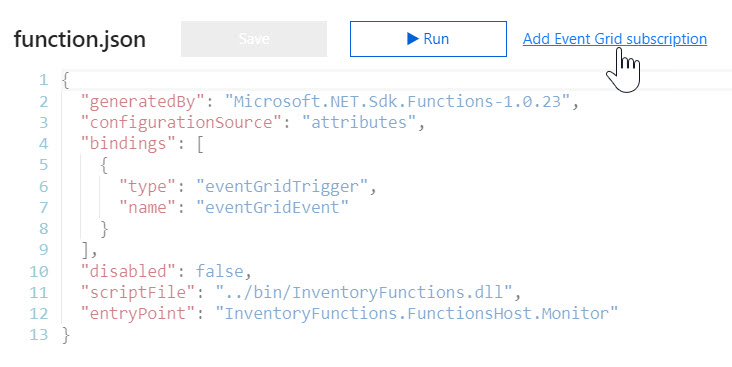 function.json Save Run Add Event Grid subscription
1 {
2 "generatedBy": "Microsoft.NET.Sdk.Functions-1.0.23",
3 "configurationSource": "attributes",
4 "bindings": [
5 {
6 "type": "eventGridTrigger",
7 "name": "eventGridEvent"
8 }
9 ],
10 "disabled": false,
11 "scriptFile": "../bin/InventoryFunctions.dll",
12 "entryPoint": "InventoryFunctions.FunctionsHost.Monitor"
13 }